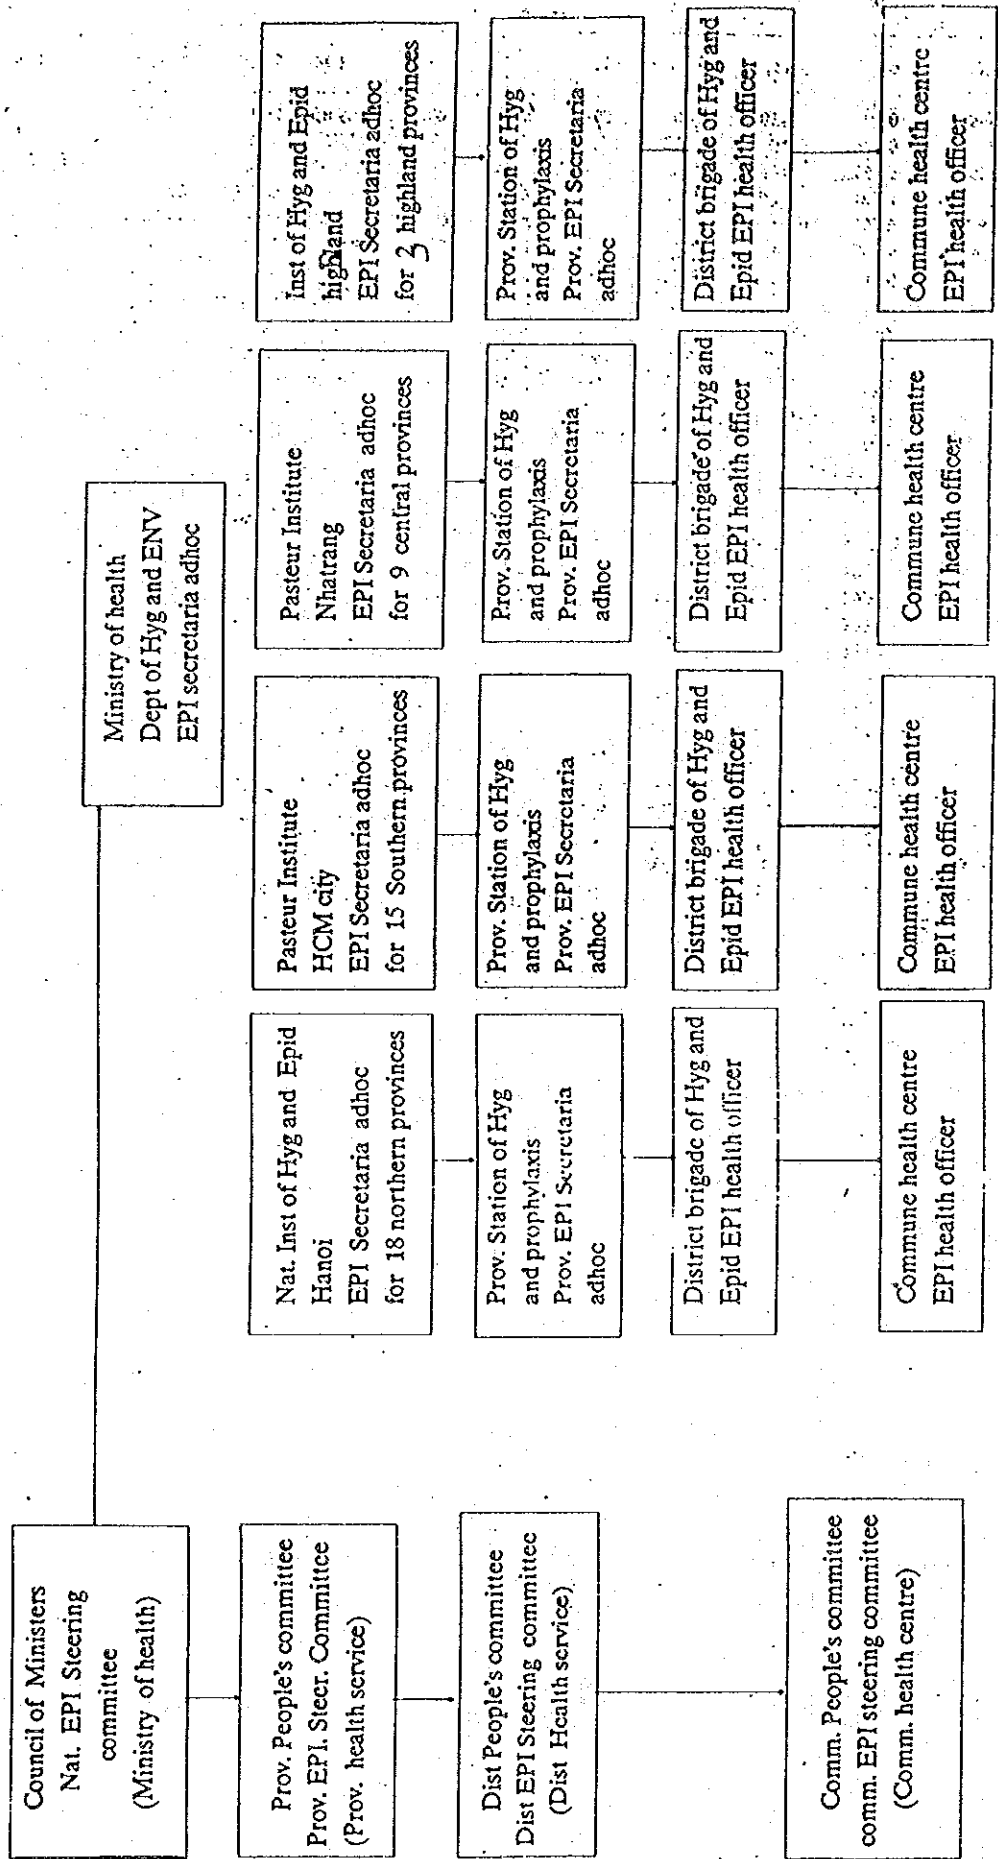 Council of Ministers
Nat. EPI Steering
committee
(Ministry of health)
Ministry of health
Dept of Hyg and ENV
EPI secretaria adhoc
Prov. People's committee
Prov. EPI. Steer. Committee
(Prov. health service)
Nat. Inst of Hyg and Epid
Hanoi
EPI Secretaria adhoc
for 18 northern provinces
Pasteur Institute
HCM city
EPI Secretaria adhoc
for 15 Southern provinces
Pasteur Institute
Nhatrang
EPI Secretaria adhoc
for 9 central provinces
Inst of Hyg and Epid
highland
EPI Secretaria adhoc
for 3 highland provinces
Dist People's committee
Dist EPI Steering committee
(Dist Health service)
Prov. Station of Hyg
and prophylaxis
Prov. EPI Secretaria
adhoc
Prov. Station of Hyg
and prophylaxis
Prov. EPI Secretaria
adhoc
Prov. Station of Hyg
and prophylaxis
Prov. EPI Secretaria
adhoc
Prov. Station of Hyg
and prophylaxis
Prov. EPI Secretaria
adhoc
District brigade of Hyg and
Epid EPI health officer
District brigade of Hyg and
Epid EPI health officer
District brigade of Hyg and
Epid EPI health officer
District brigade of Hyg and
Epid EPI health officer
Comm. People's committee
comm. EPI steering committee
(Comm. health centre)
Commune health centre
EPI health officer
Commune health centre
EPI health officer
Commune health centre
EPI health officer
Commune health centre
EPI health officer